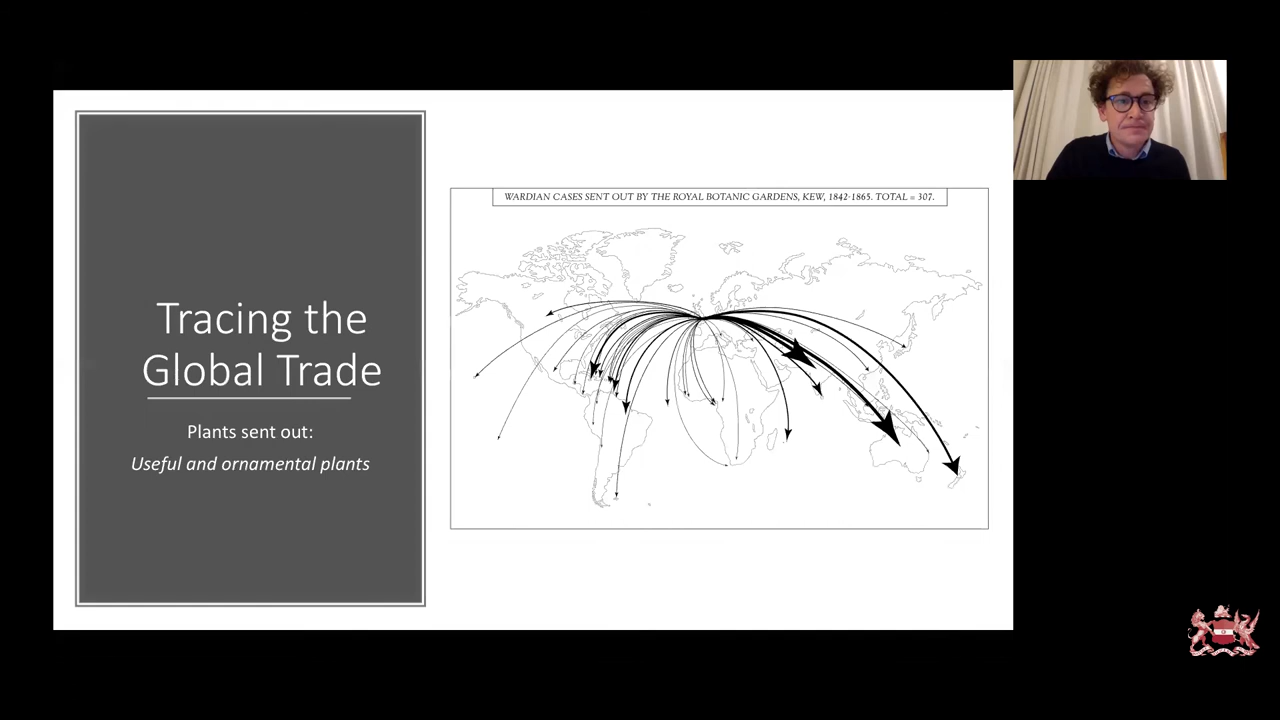 Tracing the
Global Trade
Plants sent out:
Useful and ornamental plants
WARDIAN CASES SENT OUT BY THE ROYAL BOTANIC GARDENS, KEW, 1842-1865. TOTAL = 307.